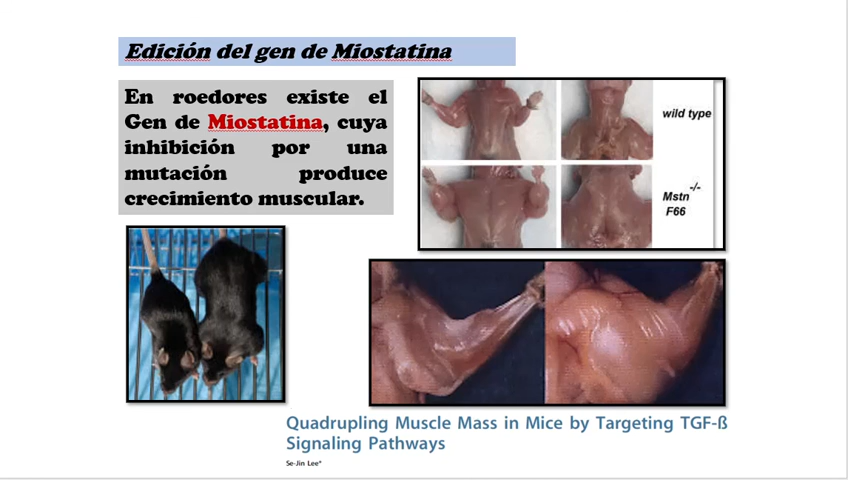 Edición del gen de Miostatina
En roedores existe el
Gen de Miostatina, cuya
inhibición por una
mutación produce
crecimiento muscular.
wild type
Mstn-/-
F66
Quadrupling Muscle Mass in Mice by Targeting TGF-ß
Signaling Pathways
Se-Jin Lee*